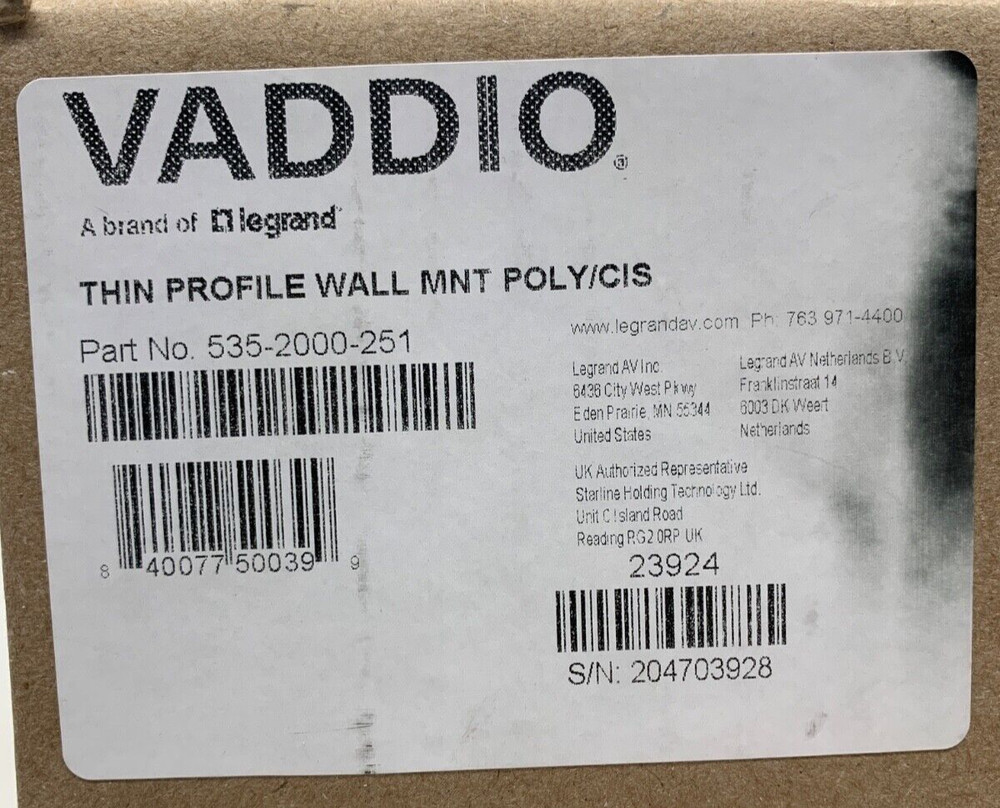 VADDIO®
A brand of legrand
THIN PROFILE WALL MNT POLY/CIS
Part No. 535-2000-251
8 40077 50039 9
www.legrandav.com Ph: 763 971-4400
Legrand AV Inc.
6436 City West Pkwy
Eden Prairie, MN 55344
United States
Legrand AV Netherlands B.V.
Franklinstraat 14
6003 DK Weert
Netherlands
UK Authorized Representative
Starline Holding Technology Ltd.
Unit C Island Road
Reading RG2 0RP UK
23924
S/N: 204703928